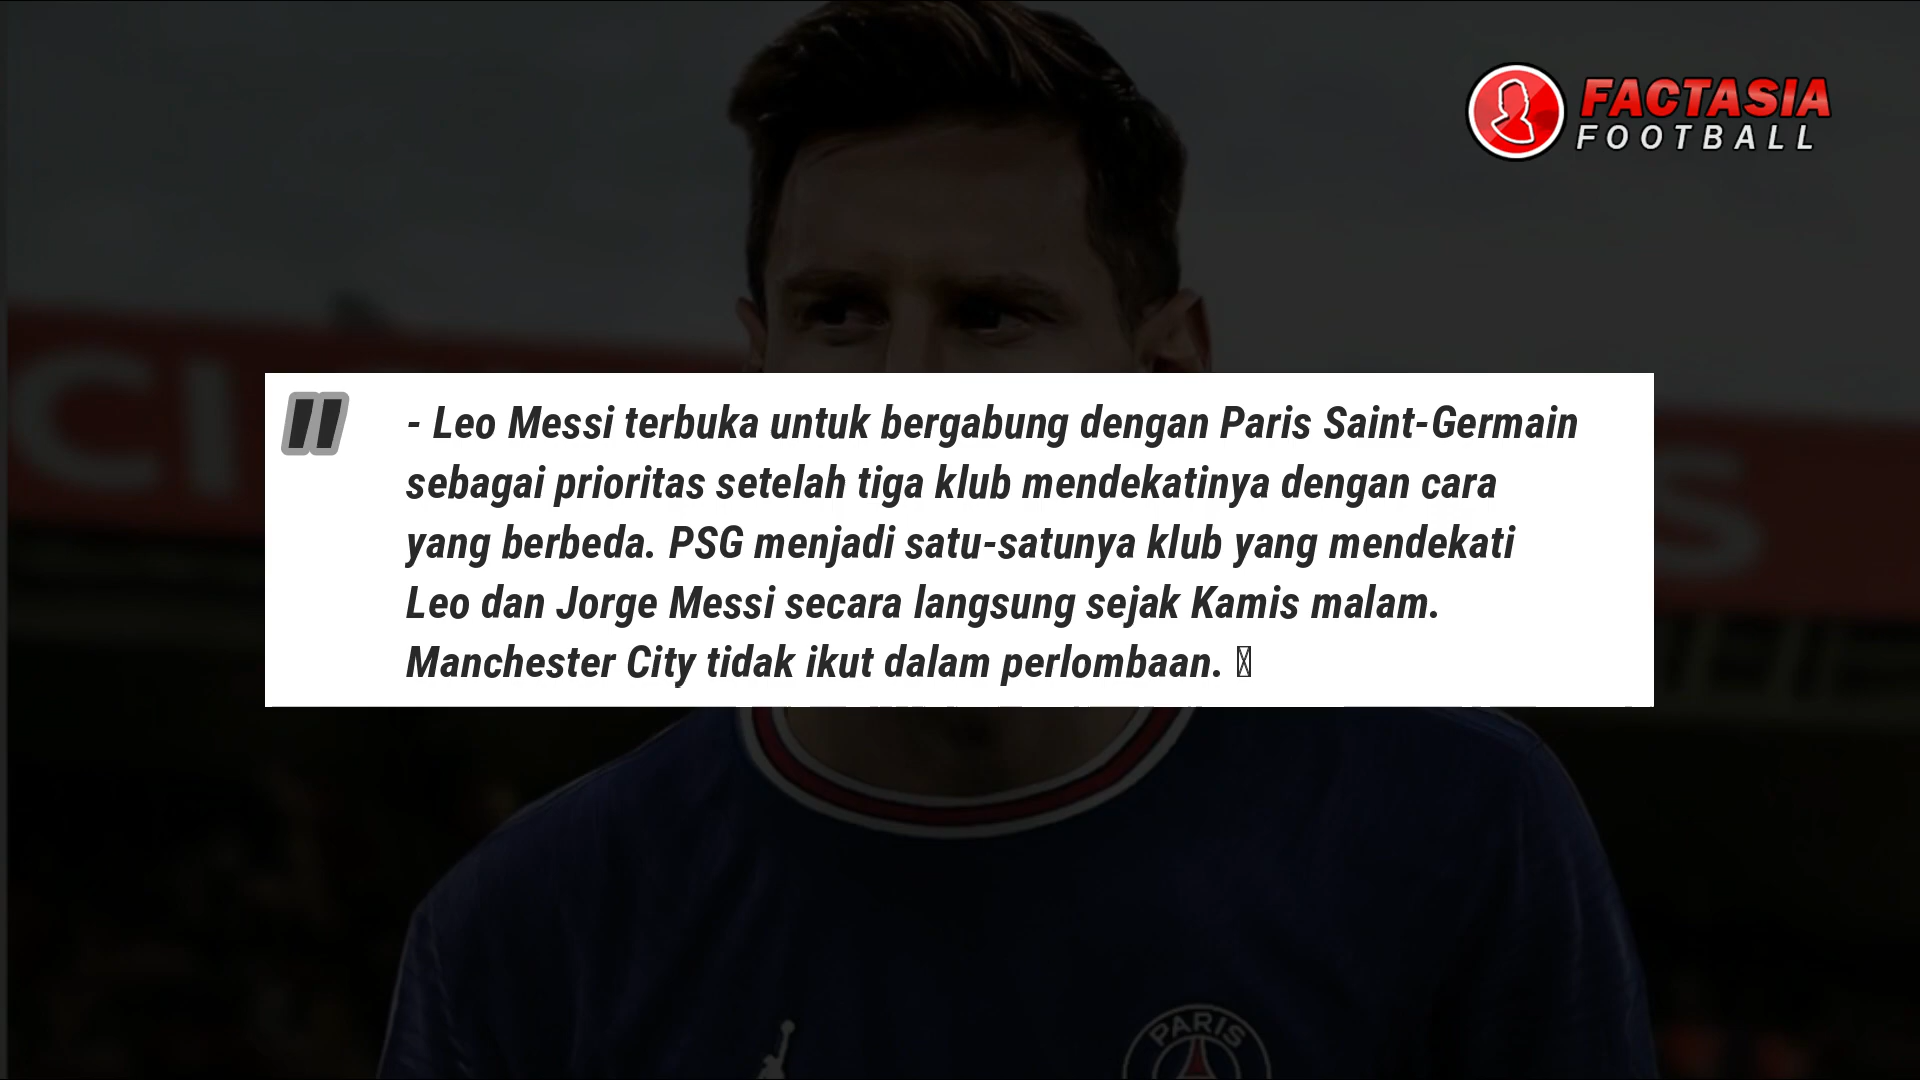 FACTASIA
FOOTBALL
" - Leo Messi terbuka untuk bergabung dengan Paris Saint-Germain
sebagai prioritas setelah tiga klub mendekatinya dengan cara
yang berbeda. PSG menjadi satu-satunya klub yang mendekati
Leo dan Jorge Messi secara langsung sejak Kamis malam.
Manchester City tidak ikut dalam perlombaan.
PARIS